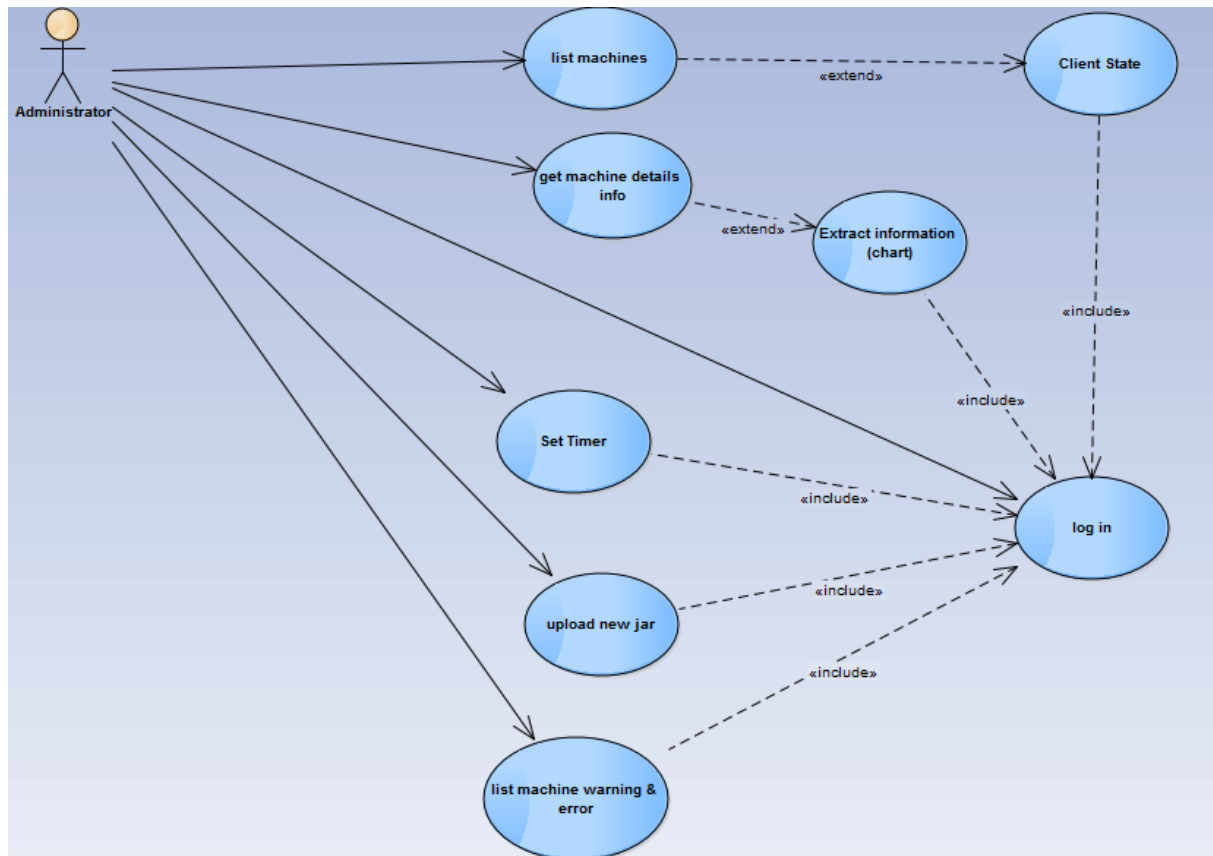 list machines
«extend»
Client State
Administrator
get machine details
info
«extend»
Extract information
(chart)
«include»
«include»
Set Timer
«include»
log in
«include»
upload new jar
«include»
list machine warning &
error